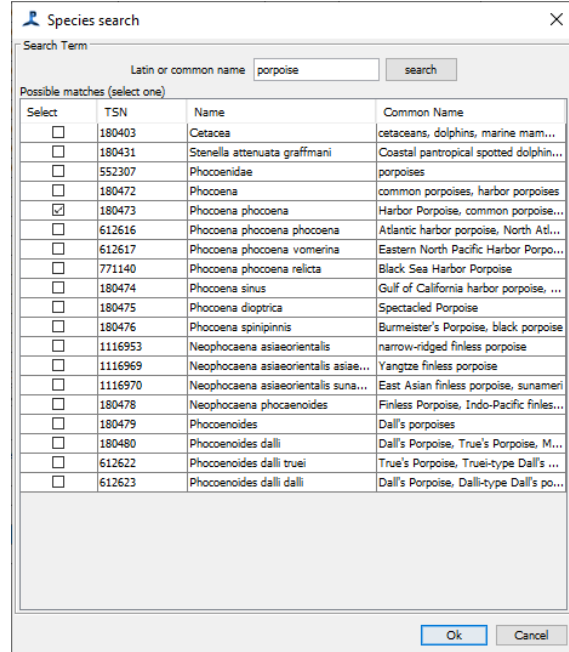 Species search
Search Term
Latin or common name porpoise search
Possible matches (select one)
Select TSN Name Common Name
180403 Cetacea cetaceans, dolphins, marine mam...
180431 Stenella attenuata graffmani Coastal pantropical spotted dolphin...
552307 Phocoenidae porpoises
180472 Phocoena common porpoises, harbor porpoises
180473 Phocoena phocoena Harbor Porpoise, common porpoise...
612616 Phocoena phocoena phocoena Atlantic harbor porpoise, North Atl...
612617 Phocoena phocoena vomerina Eastern North Pacific Harbor Porpo...
771140 Phocoena phocoena relicta Black Sea Harbor Porpoise
180474 Phocoena sinus Gulf of California harbor porpoise, ...
180475 Phocoena dioptrica Spectacled Porpoise
180476 Phocoena spinipinnis Burmeister's Porpoise, black porpoise
1116953 Neophocaena asiaeorientalis narrow-ridged finless porpoise
1116969 Neophocaena asiaeorientalis asiae... Yangtze finless porpoise
1116970 Neophocaena asiaeorientalis suna... East Asian finless porpoise, sunameri
180478 Neophocaena phocaenoides Finless Porpoise, Indo-Pacific finles...
180479 Phocoenoides Dall's porpoises
180480 Phocoenoides dalli Dall's Porpoise, True's Porpoise, M...
612622 Phocoenoides dalli truei True's Porpoise, Truei-type Dall's ...
612623 Phocoenoides dalli dalli Dall's Porpoise, Dalli-type Dall's po...
Ok Cancel